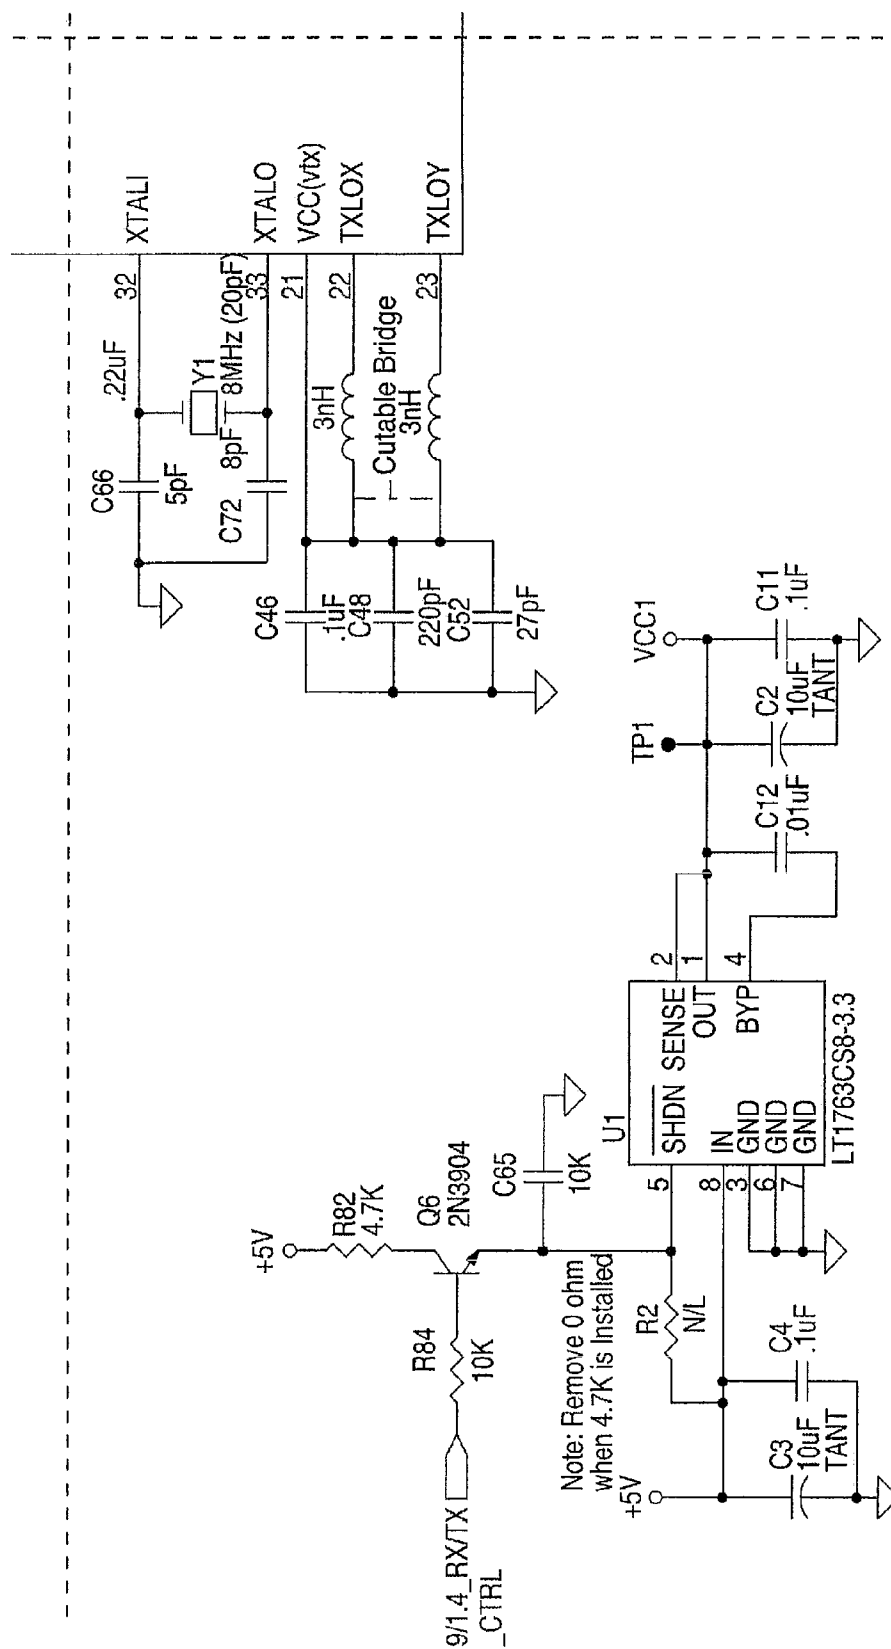 XTALI
32
.22uF
C66
5pF
Y1
8MHz (20pF)
8pF
C72
XTALO
33
VCC(vtx)
21
TXLOX
22
3nH
Cutable Bridge
3nH
TXLOY
23
C46
.1uF
C48
220pF
C52
27pF
+5V
R82
4.7K
Q6
2N3904
R84
10K
9/1.4_RX/TX
_CTRL
C65
10K
Note: Remove 0 ohm
when 4.7K is Installed
R2
N/L
+5V
C3
10uF
TANT
C4
.1uF
U1
SHDN
SENSE
IN
OUT
GND
BYP
GND
GND
5
8
3
6
7
2
1
4
LT1763CS8-3.3
C12
.01uF
TP1
C2
10uF
TANT
VCC1
C11
.1uF